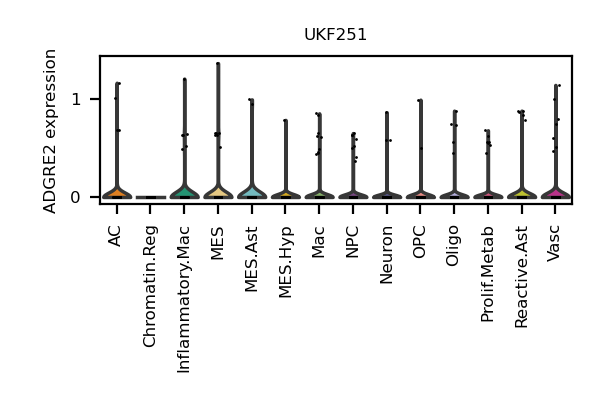 UKF251
ADGRE2 expression
1
0
AC
Chromatin.Reg
Inflammatory.Mac
MES
MES.Ast
MES.Hyp
Mac
NPC
Neuron
OPC
Oligo
Prolif.Metab
Reactive.Ast
Vasc